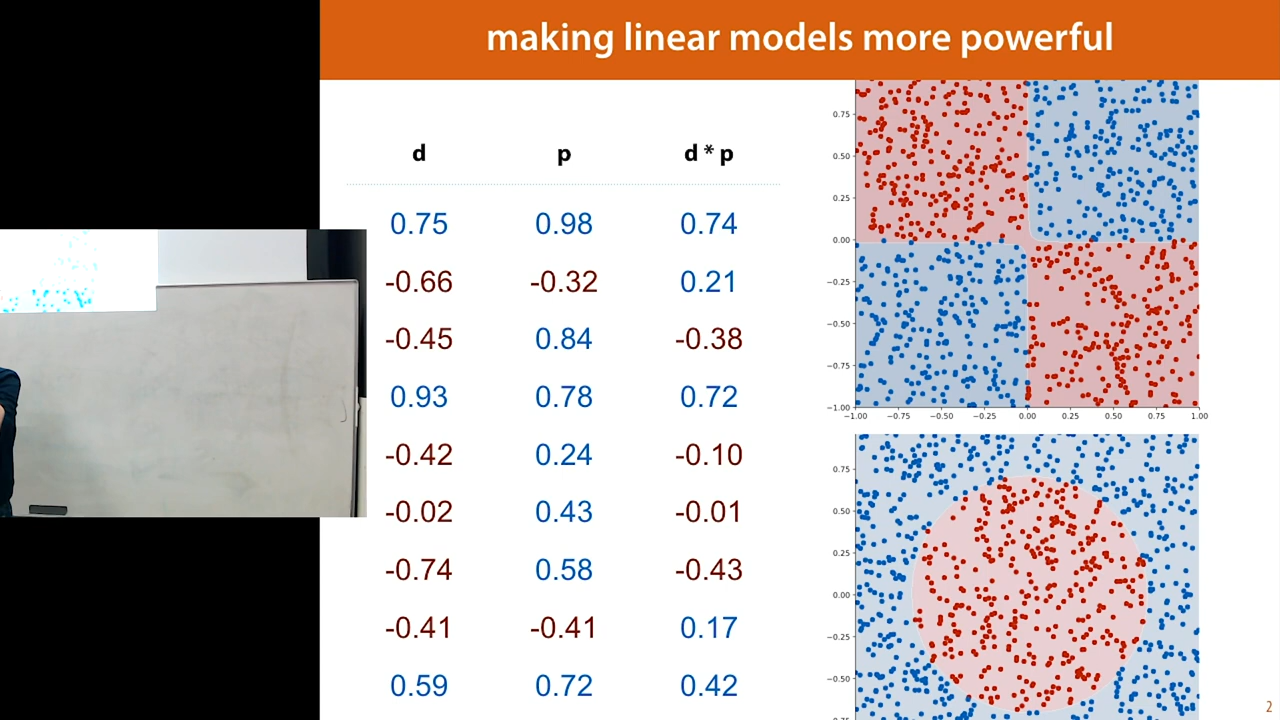 making linear models more powerful
d p d * p
0.75 0.98 0.74
-0.66 -0.32 0.21
-0.45 0.84 -0.38
0.93 0.78 0.72
-0.42 0.24 -0.10
-0.02 0.43 -0.01
-0.74 0.58 -0.43
-0.41 -0.41 0.17
0.59 0.72 0.42
0.75
0.50
0.25
0.00
−0.25
−0.50
−0.75
−1.00
−1.00 −0.75 −0.50 −0.25 0.00 0.25 0.50 0.75 1.00
0.75
0.50
0.25
0.00
−0.25
−0.50
2